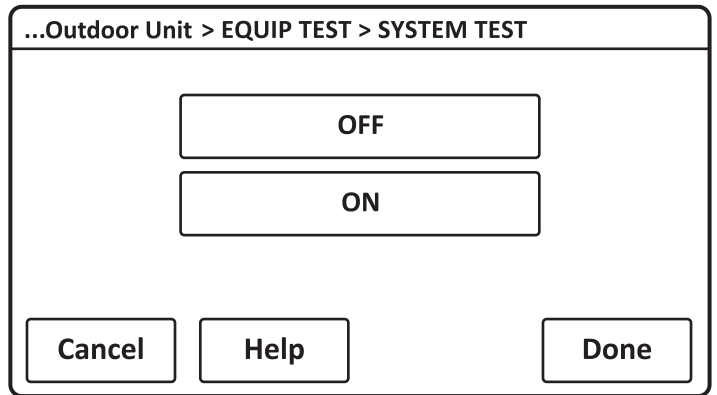 ...Outdoor Unit > EQUIP TEST > SYSTEM TEST
OFF
ON
Cancel Help Done